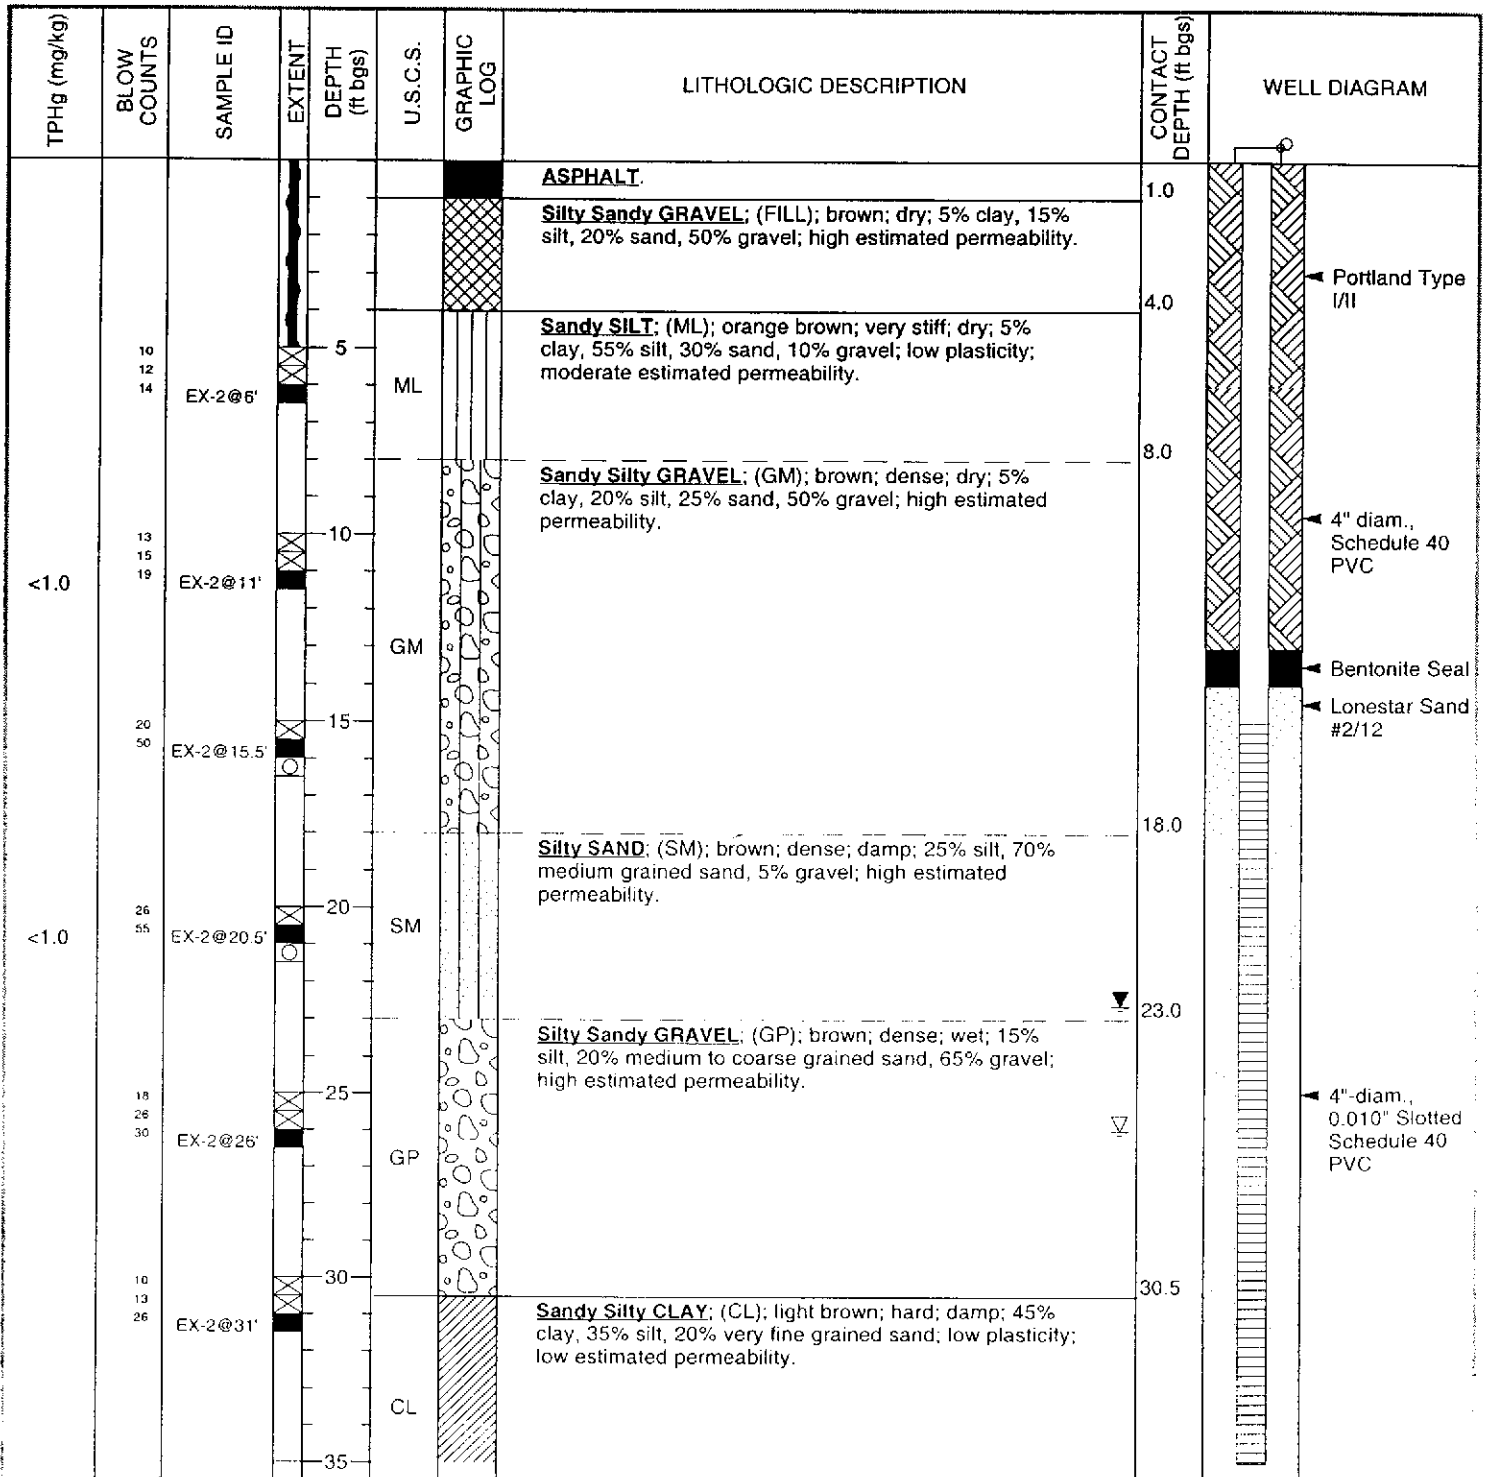 TPHg (mg/kg)
BLOW
COUNTS
SAMPLE ID
EXTENT
DEPTH
(ft bgs)
U.S.C.S.
GRAPHIC
LOG
LITHOLOGIC DESCRIPTION
CONTACT
DEPTH (ft bgs)
WELL DIAGRAM
ASPHALT.
1.0
Silty Sandy GRAVEL; (FILL); brown; dry; 5% clay, 15%
silt, 20% sand, 50% gravel; high estimated permeability.
Portland Type
I/II
4.0
Sandy SILT; (ML); orange brown; very stiff; dry; 5%
clay, 55% silt, 30% sand, 10% gravel; low plasticity;
moderate estimated permeability.
5
10
12
14
EX-2@6'
ML
8.0
Sandy Silty GRAVEL; (GM); brown; dense; dry; 5%
clay, 20% silt, 25% sand, 50% gravel; high estimated
permeability.
4" diam.,
Schedule 40
PVC
10
13
15
19
<1.0
EX-2@11'
GM
Bentonite Seal
Lonestar Sand
#2/12
15
20
50
EX-2@15.5'
18.0
Silty SAND; (SM); brown; dense; damp; 25% silt, 70%
medium grained sand, 5% gravel; high estimated
permeability.
20
26
55
<1.0
EX-2@20.5'
SM
23.0
Silty Sandy GRAVEL; (GP); brown; dense; wet; 15%
silt, 20% medium to coarse grained sand, 65% gravel;
high estimated permeability.
25
18
26
30
EX-2@26'
GP
4"-diam.,
0.010" Slotted
Schedule 40
PVC
30
10
13
26
EX-2@31'
30.5
Sandy Silty CLAY; (CL); light brown; hard; damp; 45%
clay, 35% silt, 20% very fine grained sand; low plasticity;
low estimated permeability.
CL
35